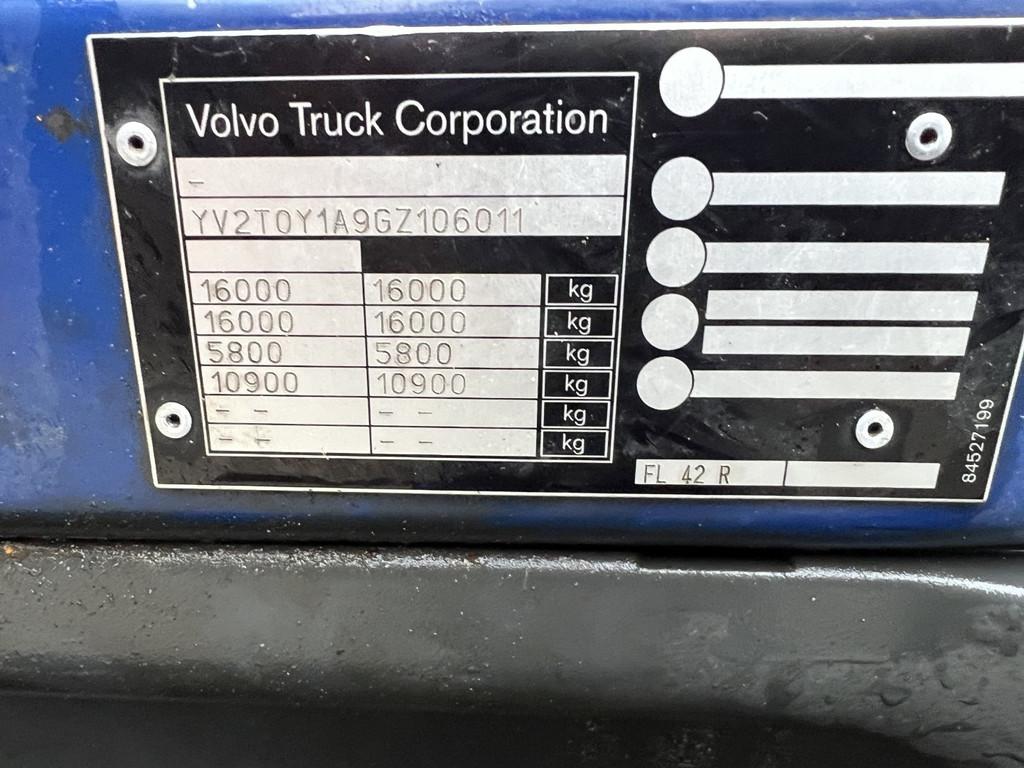 Volvo Truck Corporation
-
YV2T0Y1A9GZ106011
16000 16000 kg
16000 16000 kg
5800 5800 kg
10900 10900 kg
- - - - kg
- - - - kg
FL 42 R
84527199